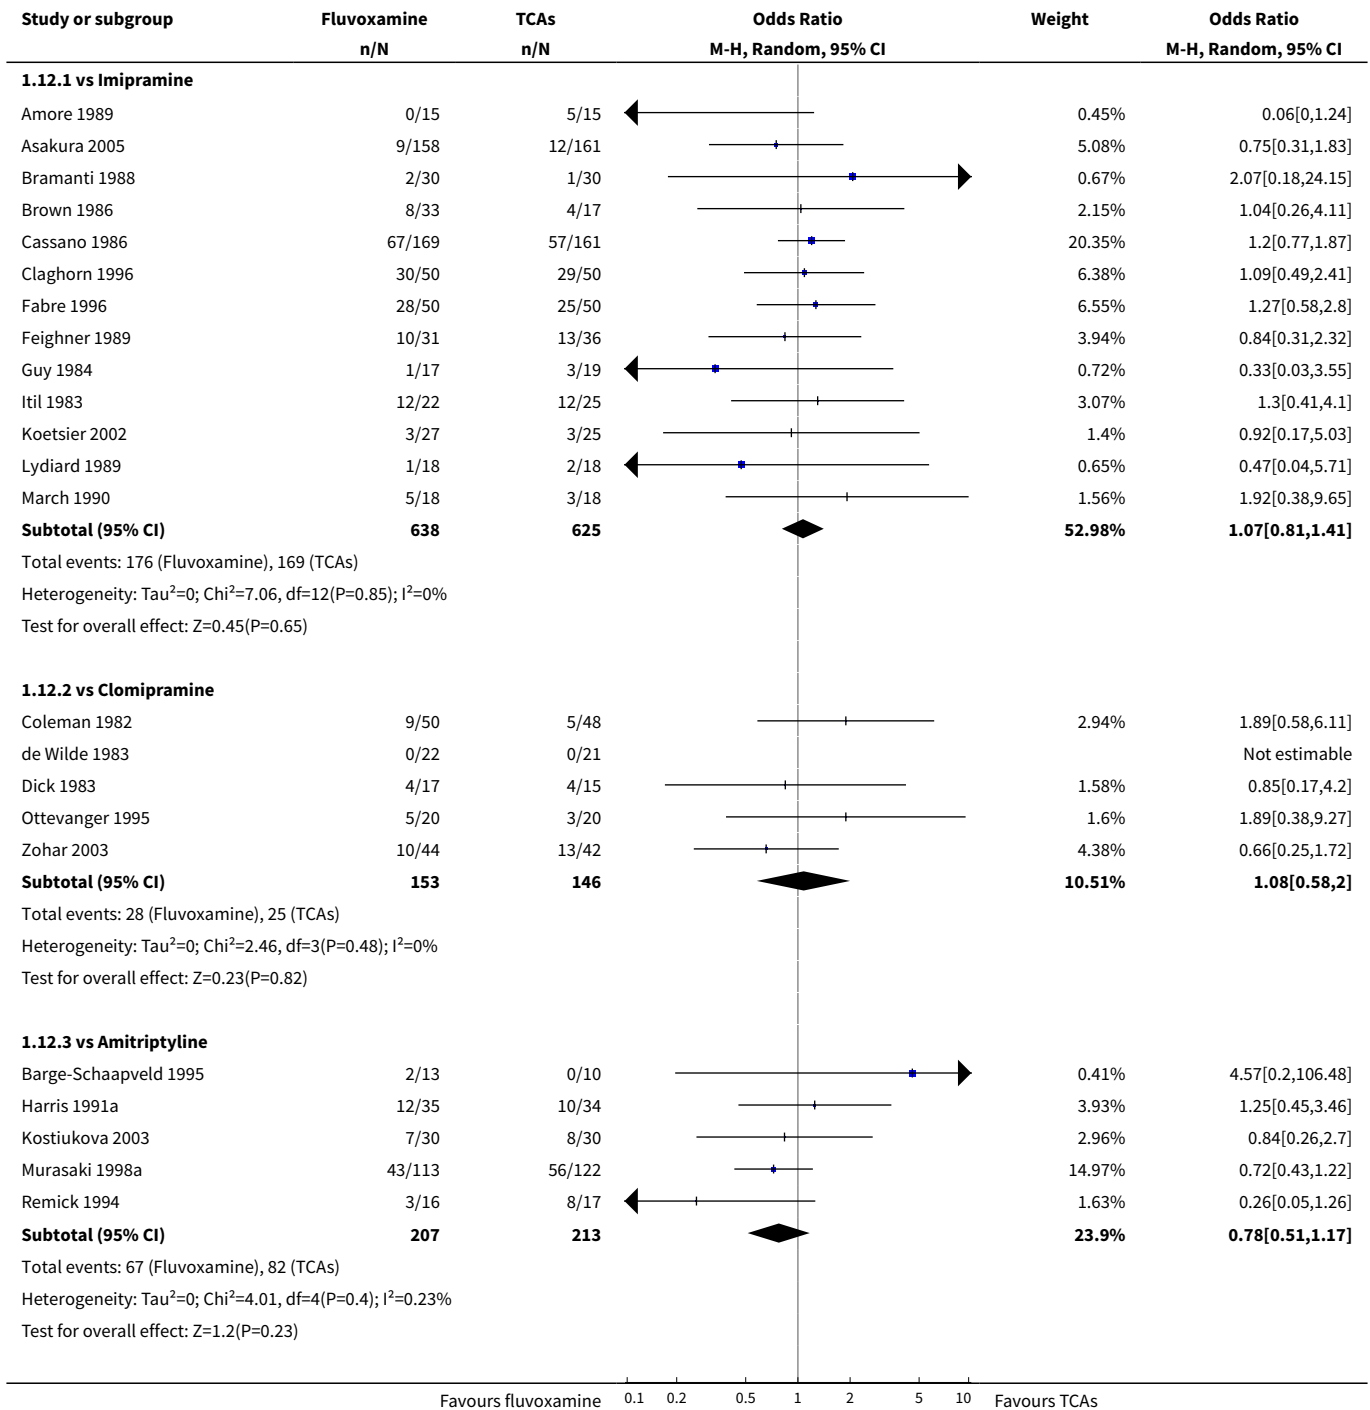 Study or subgroup Fluvoxamine TCAs Odds Ratio Weight Odds Ratio
n/N n/N M-H, Random, 95% CI M-H, Random, 95% CI
1.12.1 vs Imipramine
Amore 1989 0/15 5/15 0.45% 0.06[0,1.24]
Asakura 2005 9/158 12/161 5.08% 0.75[0.31,1.83]
Bramanti 1988 2/30 1/30 0.67% 2.07[0.18,24.15]
Brown 1986 8/33 4/17 2.15% 1.04[0.26,4.11]
Cassano 1986 67/169 57/161 20.35% 1.2[0.77,1.87]
Claghorn 1996 30/50 29/50 6.38% 1.09[0.49,2.41]
Fabre 1996 28/50 25/50 6.55% 1.27[0.58,2.8]
Feighner 1989 10/31 13/36 3.94% 0.84[0.31,2.32]
Guy 1984 1/17 3/19 0.72% 0.33[0.03,3.55]
Itil 1983 12/22 12/25 3.07% 1.3[0.41,4.1]
Koetsier 2002 3/27 3/25 1.4% 0.92[0.17,5.03]
Lydiard 1989 1/18 2/18 0.65% 0.47[0.04,5.71]
March 1990 5/18 3/18 1.56% 1.92[0.38,9.65]
Subtotal (95% CI) 638 625 52.98% 1.07[0.81,1.41]
Total events: 176 (Fluvoxamine), 169 (TCAs)
Heterogeneity: Tau²=0; Chi²=7.06, df=12(P=0.85); I²=0%
Test for overall effect: Z=0.45(P=0.65)
1.12.2 vs Clomipramine
Coleman 1982 9/50 5/48 2.94% 1.89[0.58,6.11]
de Wilde 1983 0/22 0/21 Not estimable
Dick 1983 4/17 4/15 1.58% 0.85[0.17,4.2]
Ottevanger 1995 5/20 3/20 1.6% 1.89[0.38,9.27]
Zohar 2003 10/44 13/42 4.38% 0.66[0.25,1.72]
Subtotal (95% CI) 153 146 10.51% 1.08[0.58,2]
Total events: 28 (Fluvoxamine), 25 (TCAs)
Heterogeneity: Tau²=0; Chi²=2.46, df=3(P=0.48); I²=0%
Test for overall effect: Z=0.23(P=0.82)
1.12.3 vs Amitriptyline
Barge-Schaapveld 1995 2/13 0/10 0.41% 4.57[0.2,106.48]
Harris 1991a 12/35 10/34 3.93% 1.25[0.45,3.46]
Kostiukova 2003 7/30 8/30 2.96% 0.84[0.26,2.7]
Murasaki 1998a 43/113 56/122 14.97% 0.72[0.43,1.22]
Remick 1994 3/16 8/17 1.63% 0.26[0.05,1.26]
Subtotal (95% CI) 207 213 23.9% 0.78[0.51,1.17]
Total events: 67 (Fluvoxamine), 82 (TCAs)
Heterogeneity: Tau²=0; Chi²=4.01, df=4(P=0.4); I²=0.23%
Test for overall effect: Z=1.2(P=0.23)
Favours fluvoxamine 0.1 0.2 0.5 1 2 5 10 Favours TCAs